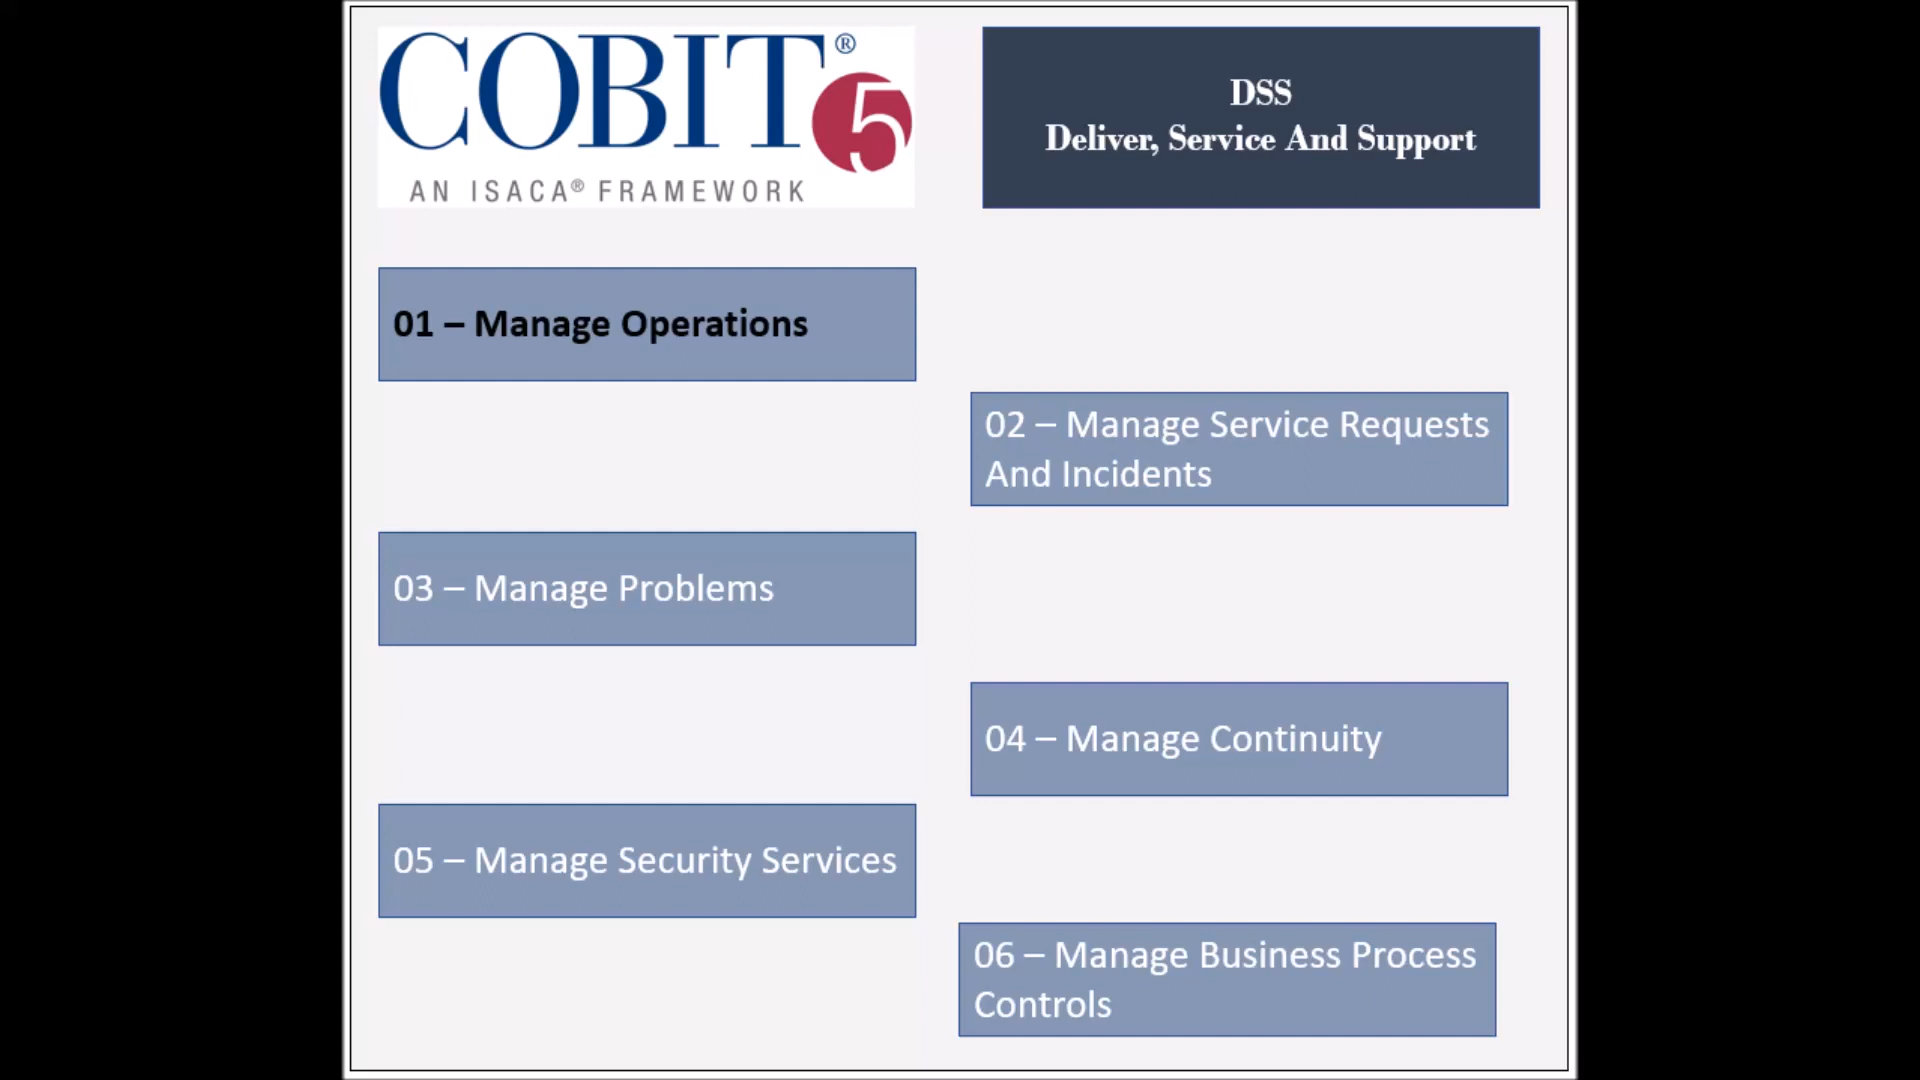 COBIT® 5
AN ISACA® FRAMEWORK
DSS
Deliver, Service And Support
01 – Manage Operations
02 – Manage Service Requests
And Incidents
03 – Manage Problems
04 – Manage Continuity
05 – Manage Security Services
06 – Manage Business Process
Controls